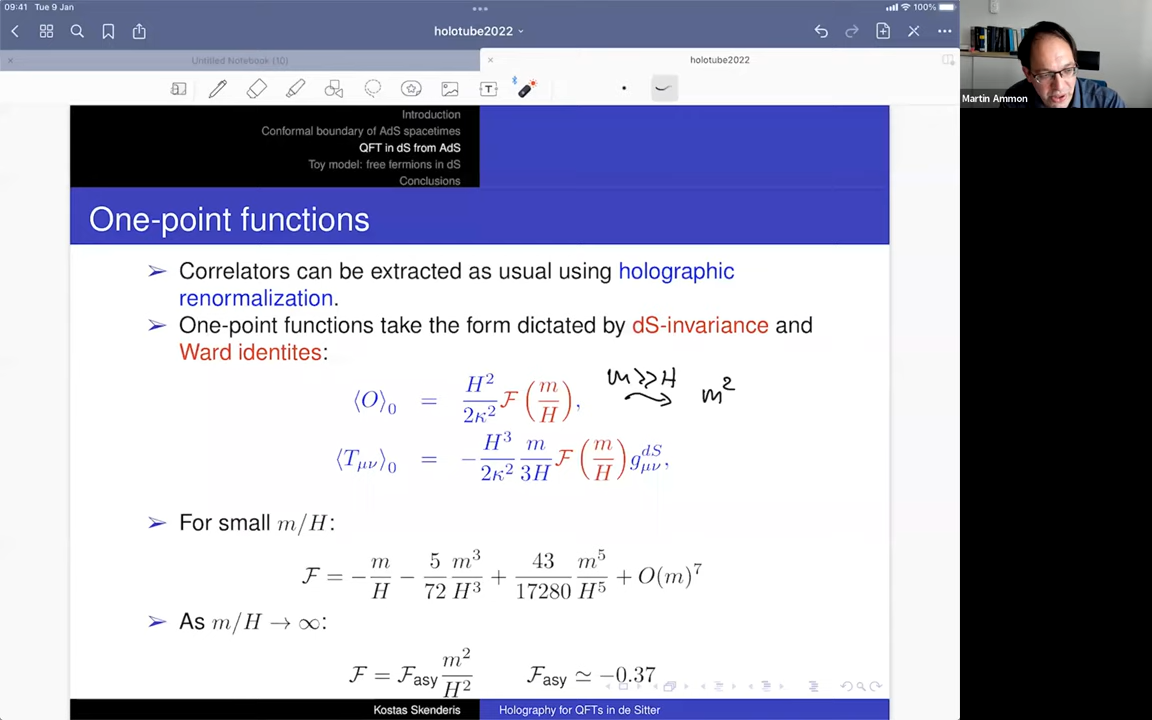 09:41 Tue 9 Jan
100%
holotube2022
Untitled Notebook (10)
holotube2022
T
Martin Ammon
Introduction
Conformal boundary of AdS spacetimes
QFT in dS from AdS
Toy model: free fermions in dS
Conclusions
One-point functions
➢ Correlators can be extracted as usual using holographic
renormalization.
➢ One-point functions take the form dictated by dS-invariance and
Ward identites:
⟨O⟩₀ = H²/2κ² F(m/H), m>>H → m²
⟨Tμν⟩₀ = −H³/2κ² m/3H F(m/H) g^dS_μν,
➢ For small m/H:
F = −m/H − 5/72 m³/H³ + 43/17280 m⁵/H⁵ + O(m)⁷
➢ As m/H → ∞:
F = F_asy m²/H² F_asy ≃ −0.37
Kostas Skenderis Holography for QFTs in de Sitter